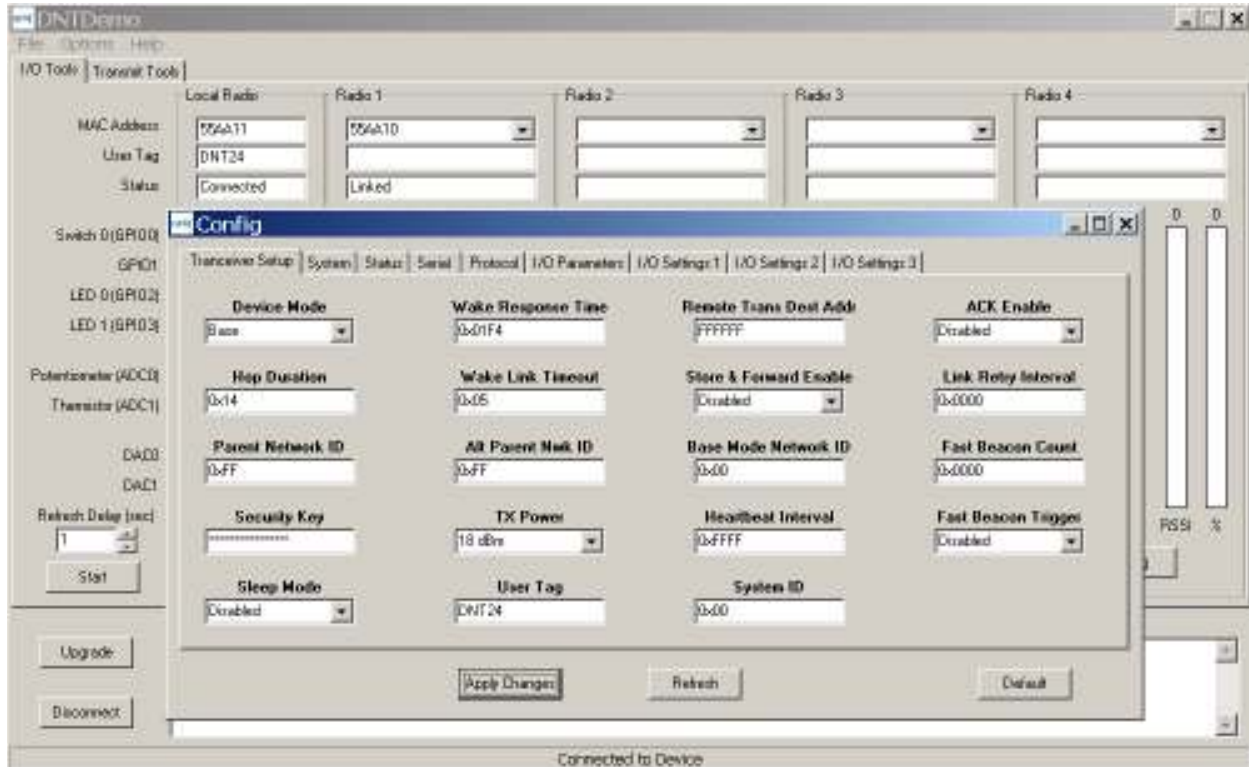 DNTDemo
File Options Help
I/O Tools Transmit Tools
Local Radio Radio 1 Radio 2 Radio 3 Radio 4
MAC Address 55AA11 55AA10
User Tag DNT24
Status Connected Linked
Config
Switch 0(GPIO0)
GPIO1
LED 0(GPIO2)
LED 1(GPIO3)
Potentiometer (ADC0)
Thermistor (ADC1)
DAC0
DAC1
Refresh Delay (sec)
1
Start
Upgrade
Disconnect
0 0
RSSI %
Tranceiver Setup System Status Serial Protocol I/O Parameters I/O Settings 1 I/O Settings 2 I/O Settings 3
Device Mode Wake Response Time Remote Trans Dest Addr ACK Enable
Base 0x01F4 FFFFFF Disabled
Hop Duration Wake Link Timeout Store & Forward Enable Link Retry Interval
0x14 0x05 Disabled 0x0000
Parent Network ID Alt Parent Nwk ID Base Mode Network ID Fast Beacon Count
0xFF 0xFF 0x00 0x0000
Security Key TX Power Heartbeat Interval Fast Beacon Trigger
18 dBm 0xFFFF Disabled
Sleep Mode User Tag System ID
Disabled DNT24 0x00
Apply Changes Refresh Default
Connected to Device